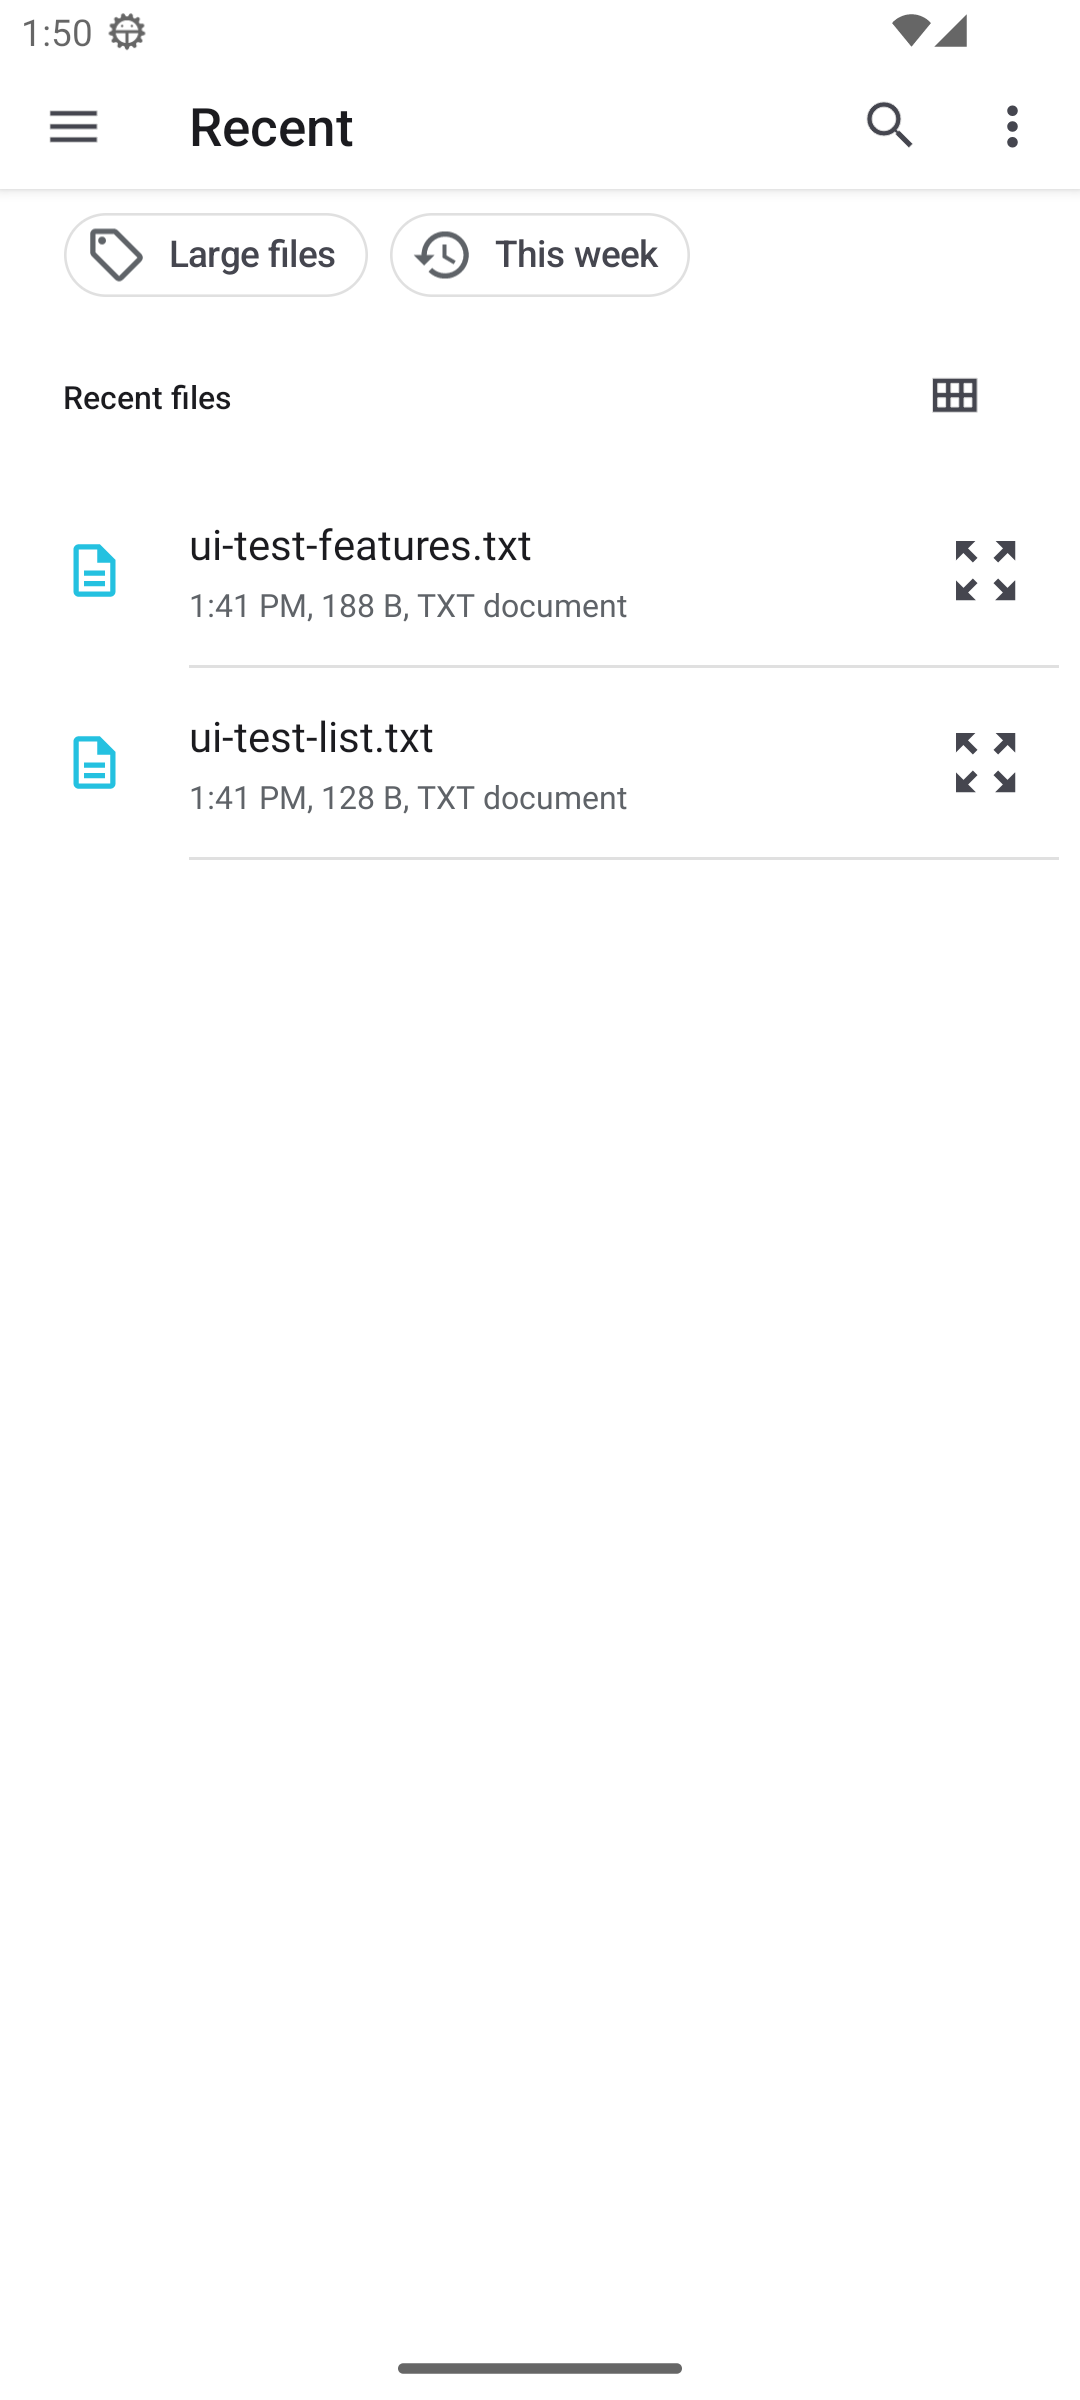 1:50
Recent
Large files
This week
Recent files
ui-test-features.txt
1:41 PM, 188 B, TXT document
ui-test-list.txt
1:41 PM, 128 B, TXT document